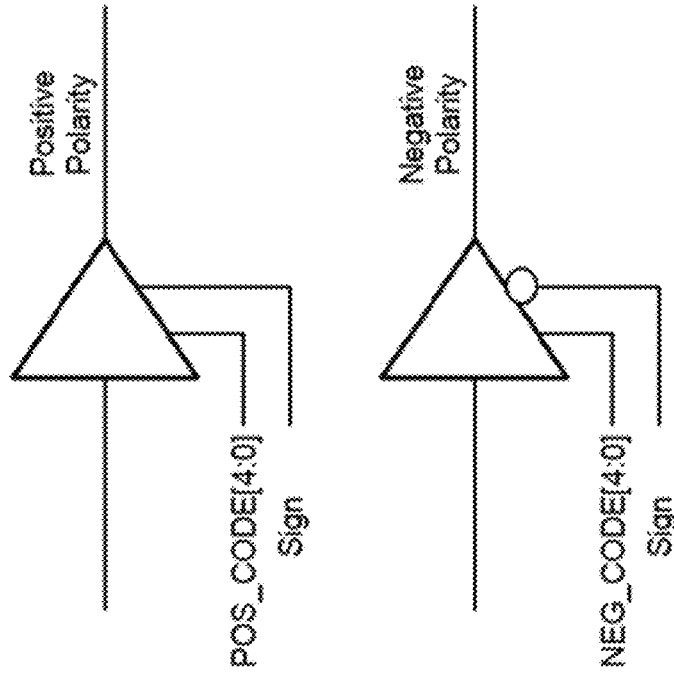 Positive
Polarity
POS_CODE[4:0]
Sign
Negative
Polarity
NEG_CODE[4:0]
Sign